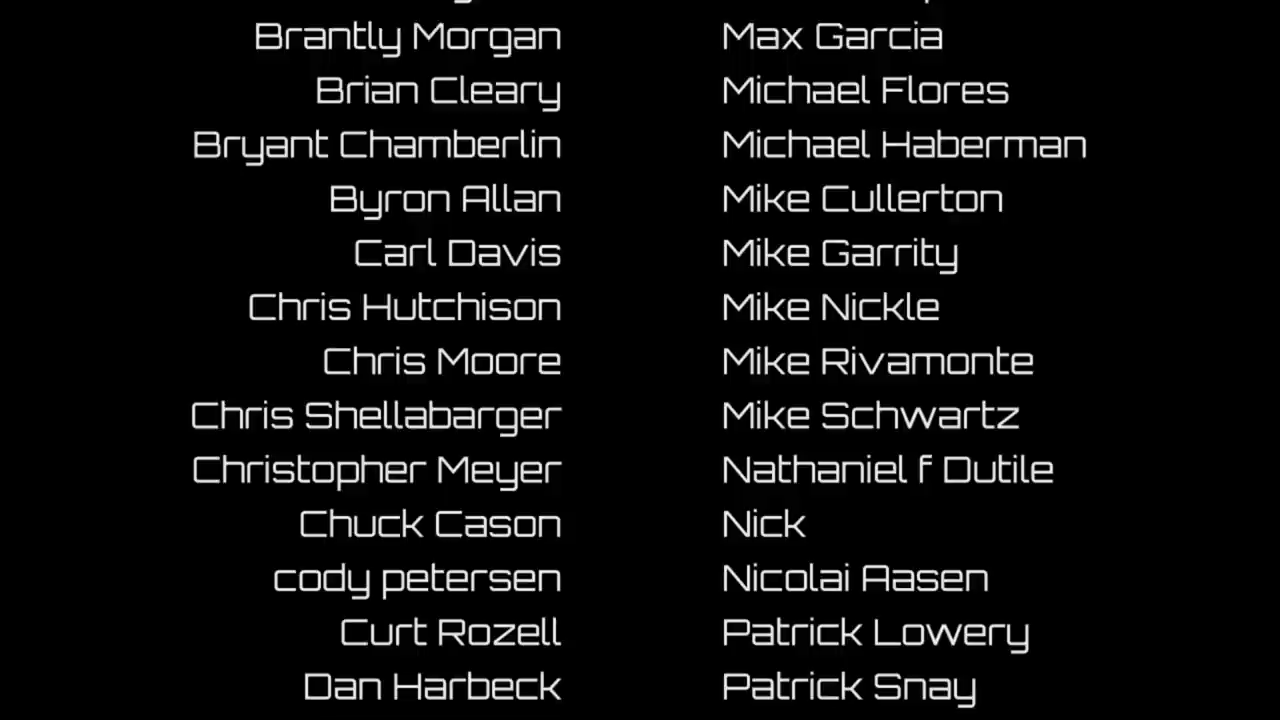 Brantly Morgan
Brian Cleary
Bryant Chamberlin
Byron Allan
Carl Davis
Chris Hutchison
Chris Moore
Chris Shellabarger
Christopher Meyer
Chuck Cason
cody petersen
Curt Rozell
Dan Harbeck
Max Garcia
Michael Flores
Michael Haberman
Mike Cullerton
Mike Garrity
Mike Nickle
Mike Rivamonte
Mike Schwartz
Nathaniel f Dutile
Nick
Nicolai Aasen
Patrick Lowery
Patrick Snay